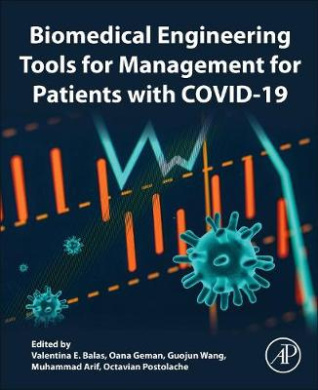 Biomedical Engineering
Tools for Management for
Patients with COVID-19
Edited by
Valentina E. Balas, Oana Geman, Guojun Wang,
Muhammad Arif, Octavian Postolache
AP